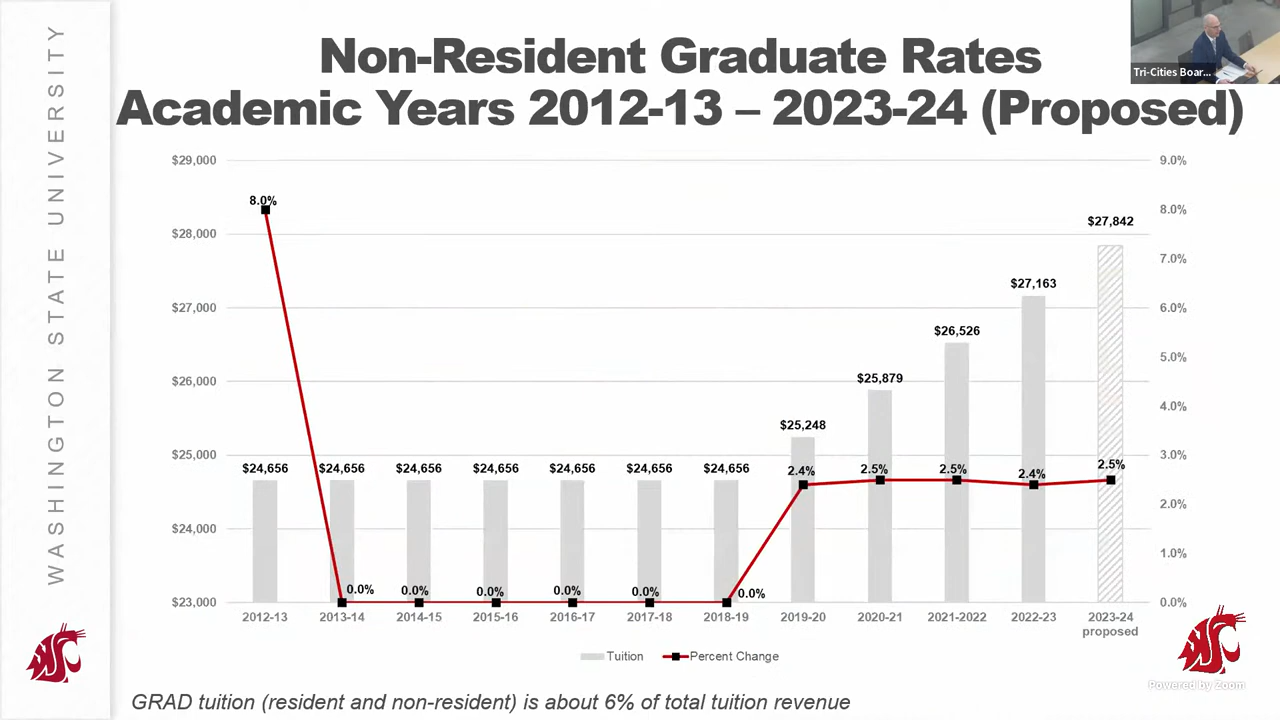 WASHINGTON STATE UNIVERSITY
Non-Resident Graduate Rates
Academic Years 2012-13 – 2023-24 (Proposed)
Tri-Cities Boar...
$29,000
$28,000
$27,000
$26,000
$25,000
$24,000
$23,000
9.0%
8.0%
7.0%
6.0%
5.0%
4.0%
3.0%
2.0%
1.0%
0.0%
8.0%
$27,842
$27,163
$26,526
$25,879
$25,248
$24,656 $24,656 $24,656 $24,656 $24,656 $24,656 $24,656
2.4% 2.5% 2.5% 2.4% 2.5%
0.0% 0.0% 0.0% 0.0% 0.0% 0.0%
2012-13 2013-14 2014-15 2015-16 2016-17 2017-18 2018-19 2019-20 2020-21 2021-2022 2022-23 2023-24
proposed
Tuition Percent Change
Powered by Zoom
GRAD tuition (resident and non-resident) is about 6% of total tuition revenue